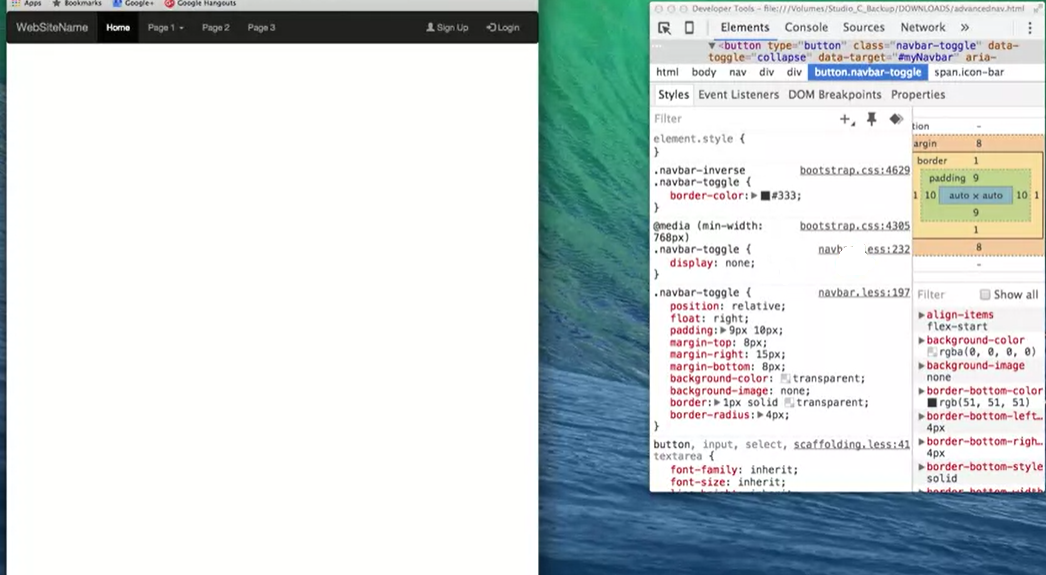 Apps Bookmarks Google+ Google Hangouts
WebSiteName Home Page 1 Page 2 Page 3 Sign Up Login
Developer Tools - file:///Volumes/Studio_C_Backup/DOWNLOADS/advancednav.html
Elements Console Sources Network »
… ▼<button type="button" class="navbar-toggle" data-
toggle="collapse" data-target="#myNavbar" aria-
html body nav div div button.navbar-toggle span.icon-bar
Styles Event Listeners DOM Breakpoints Properties
Filter
element.style {
}
.navbar-inverse bootstrap.css:4629
.navbar-toggle {
border-color:▶#333;
}
@media (min-width: bootstrap.css:4305
768px)
.navbar-toggle { navb .ess:232
display: none;
}
.navbar-toggle { navbar.less:197
position: relative;
float: right;
padding:▶9px 10px;
margin-top: 8px;
margin-right: 15px;
margin-bottom: 8px;
background-color: transparent;
background-image: none;
border:▶1px solid transparent;
border-radius:▶4px;
}
button, input, select, scaffolding.less:41
textarea {
font-family: inherit;
font-size: inherit;
tion -
argin 8
border 1
padding 9
1 10 auto × auto 10 1
9
1
8
-
Filter Show all
▶align-items
flex-start
▶background-color
rgba(0, 0, 0, 0)
▶background-image
none
▶border-bottom-color
rgb(51, 51, 51)
▶border-bottom-left…
4px
▶border-bottom-righ…
4px
▶border-bottom-style
solid